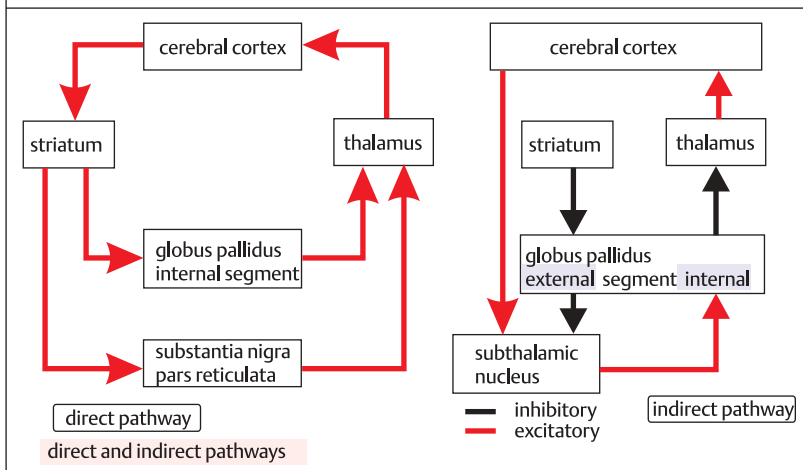 cerebral cortex
striatum
thalamus
globus pallidus
internal segment
substantia nigra
pars reticulata
direct pathway
direct and indirect pathways
cerebral cortex
striatum
thalamus
globus pallidus
external segment internal
subthalamic
nucleus
inhibitory
excitatory
indirect pathway